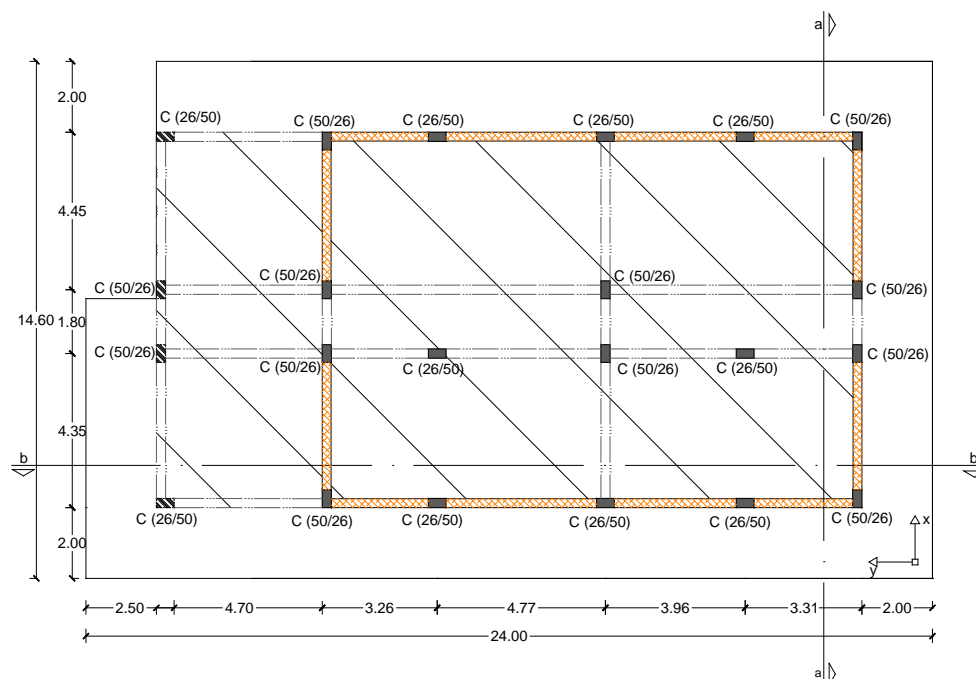 a
2.00
C (26/50)
C (50/26)
C (26/50)
C (26/50)
C (26/50)
C (50/26)
4.45
C (50/26)
C (50/26)
C (50/26)
C (50/26)
14.60
1.80
C (50/26)
C (50/26)
C (26/50)
C (50/26)
C (26/50)
C (50/26)
4.35
b
b
C (26/50)
C (50/26)
C (26/50)
C (26/50)
C (26/50)
C (50/26)
x
2.00
y
2.50
4.70
3.26
4.77
3.96
3.31
2.00
24.00
a